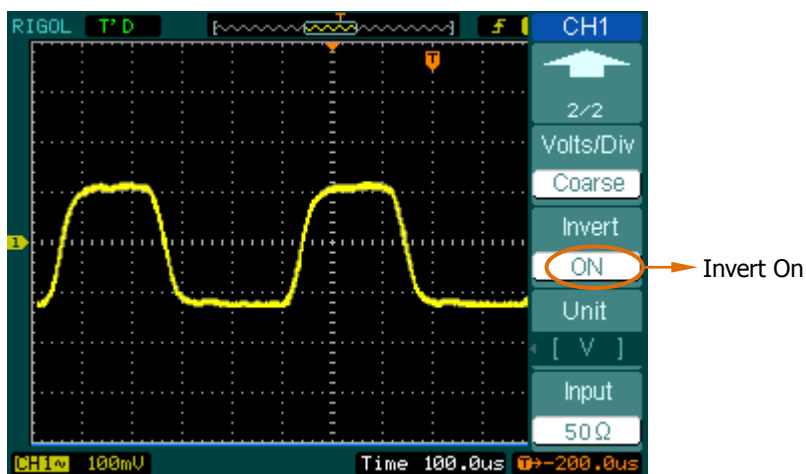 RIGOL T'D T f CH1
T
2/2
Volts/Div
Coarse
Invert
1
ON Invert On
Unit
[ V ]
Input
50Ω
CH1~ 100mV Time 100.0us T→-200.0us